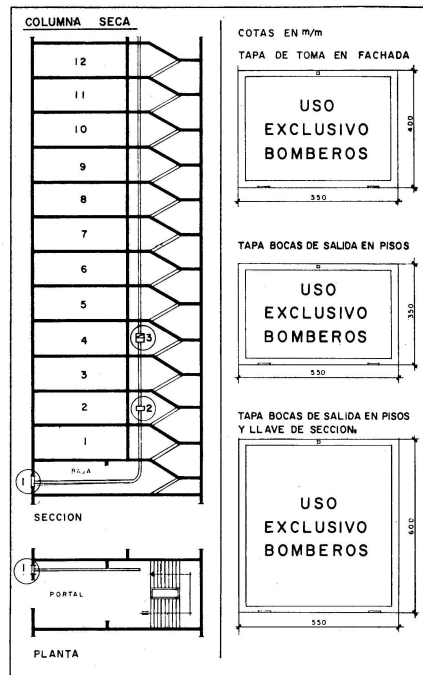 COLUMNA SECA
12
11
10
9
8
7
6
5
4
3
3
2
2
1
BAJA
1
SECCION
1
PORTAL
PLANTA
COTAS EN m/m
TAPA DE TOMA EN FACHADA
USO
EXCLUSIVO
BOMBEROS
400
350
TAPA BOCAS DE SALIDA EN PISOS
USO
EXCLUSIVO
BOMBEROS
350
550
TAPA BOCAS DE SALIDA EN PISOS
Y LLAVE DE SECCION.
USO
EXCLUSIVO
BOMBEROS
600
550